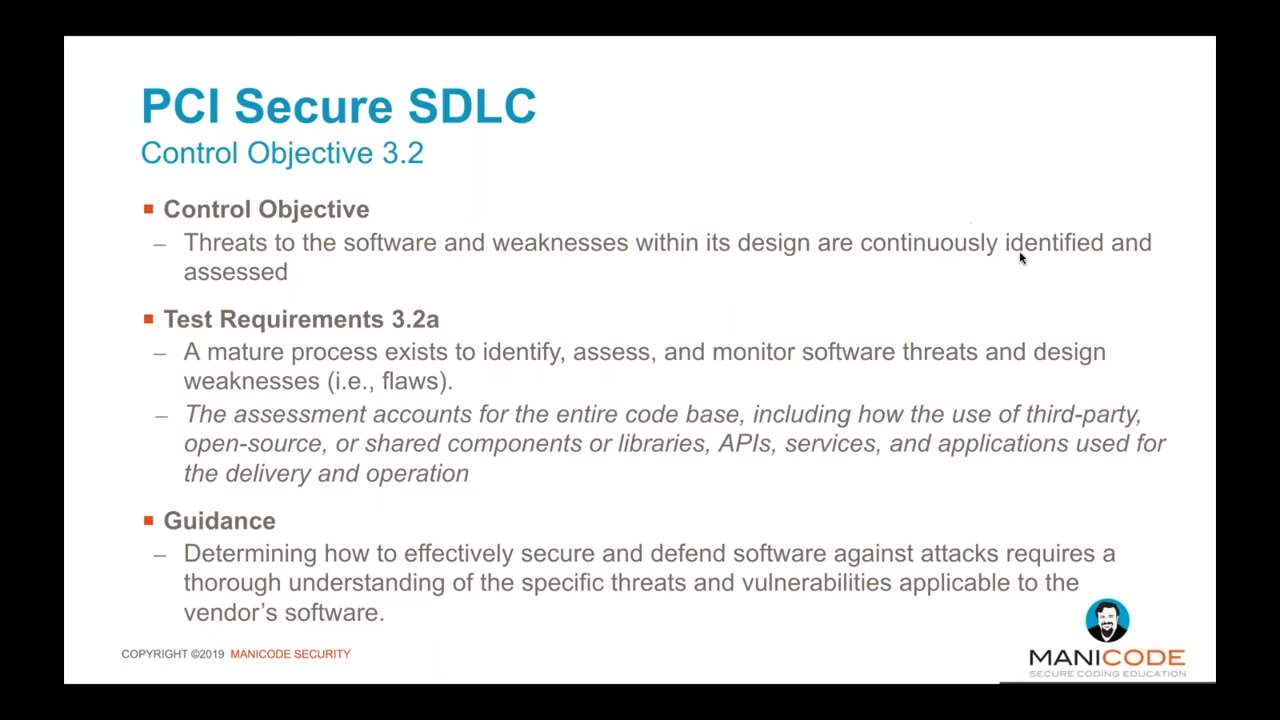 PCI Secure SDLC
Control Objective 3.2
Control Objective
– Threats to the software and weaknesses within its design are continuously identified and
assessed
Test Requirements 3.2a
– A mature process exists to identify, assess, and monitor software threats and design
weaknesses (i.e., flaws).
– The assessment accounts for the entire code base, including how the use of third-party,
open-source, or shared components or libraries, APIs, services, and applications used for
the delivery and operation
Guidance
– Determining how to effectively secure and defend software against attacks requires a
thorough understanding of the specific threats and vulnerabilities applicable to the
vendor's software.
COPYRIGHT ©2019 MANICODE SECURITY
MANICODE
SECURE CODING EDUCATION